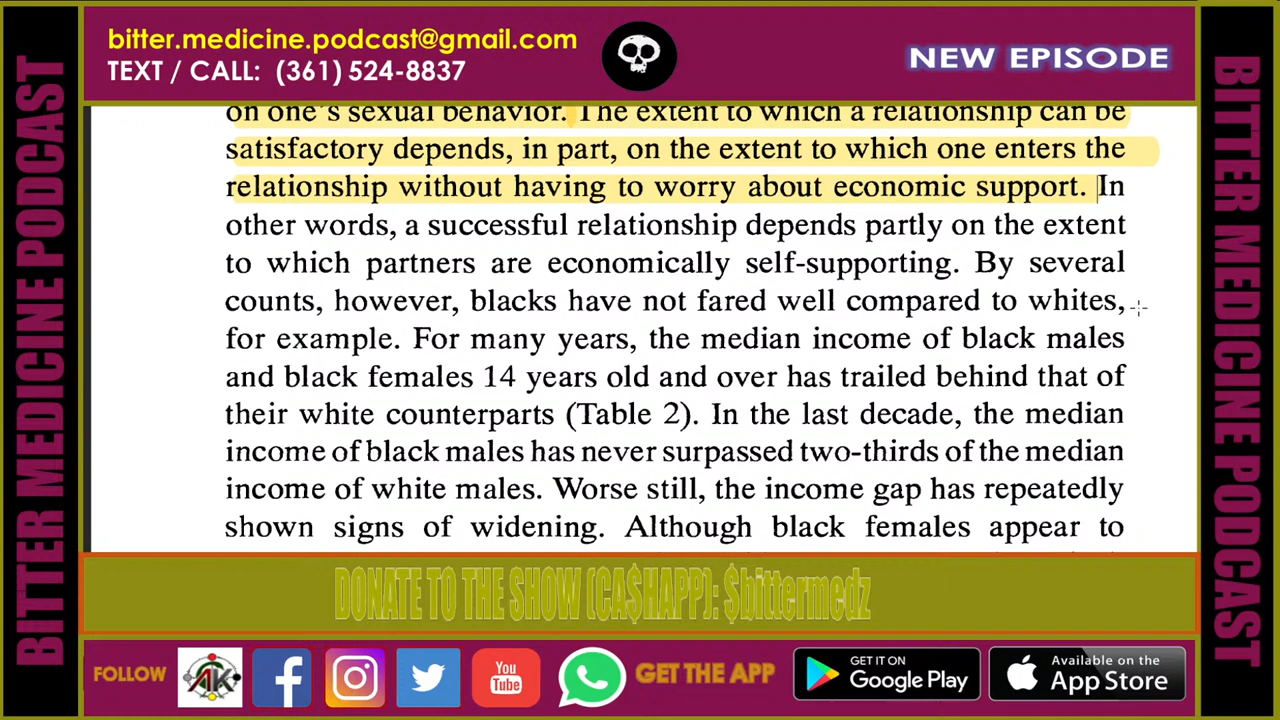 bitter.medicine.podcast@gmail.com
TEXT / CALL: (361) 524-8837
NEW EPISODE
BITTER MEDICINE PODCAST
on one's sexual behavior. The extent to which a relationship can be
satisfactory depends, in part, on the extent to which one enters the
relationship without having to worry about economic support. In
other words, a successful relationship depends partly on the extent
to which partners are economically self-supporting. By several
counts, however, blacks have not fared well compared to whites,
for example. For many years, the median income of black males
and black females 14 years old and over has trailed behind that of
their white counterparts (Table 2). In the last decade, the median
income of black males has never surpassed two-thirds of the median
income of white males. Worse still, the income gap has repeatedly
shown signs of widening. Although black females appear to
BITTER MEDICINE PODCAST
DONATE TO THE SHOW (CA$HAPP): $bittermedz
FOLLOW
AK
You
Tube
GET THE APP
GET IT ON
Google Play
Available on the
App Store